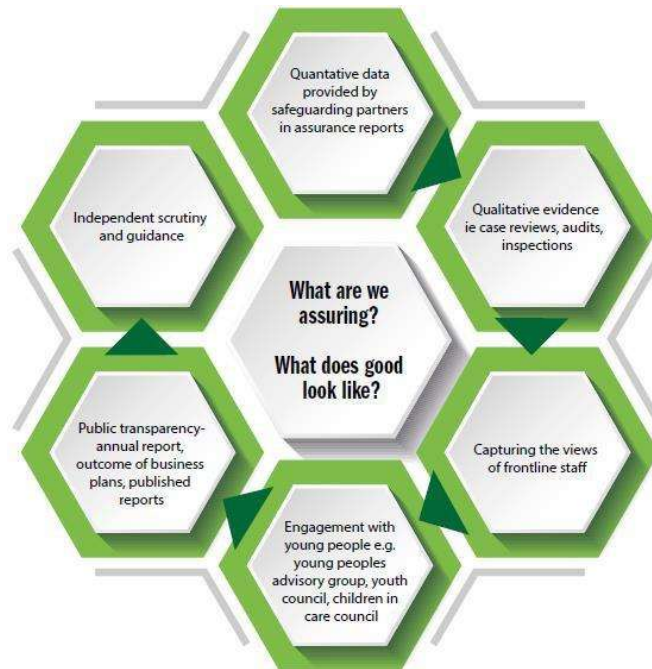 Quantative data
provided by
safeguarding partners
in assurance reports
Qualitative evidence
ie case reviews, audits,
inspections
Capturing the views
of frontline staff
Engagement with
young people e.g.
young peoples
advisory group, youth
council, children in
care council
Public transparency-
annual report,
outcome of business
plans, published
reports
Independent scrutiny
and guidance
What are we
assuring?
What does good
look like?